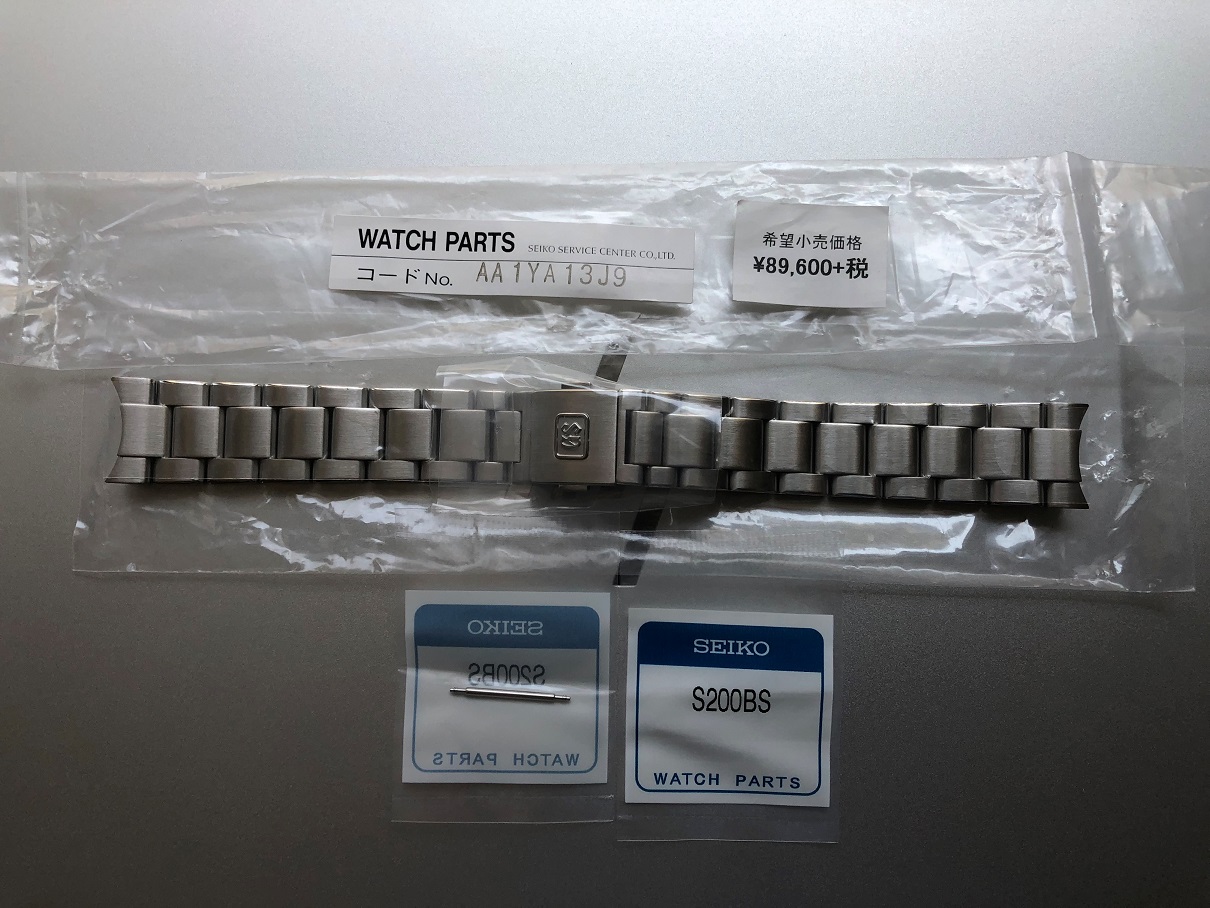 WATCH PARTS SEIKO SERVICE CENTER CO.,LTD.
コードNo. AA1YA13J9
希望小売価格
¥89,600+税
SEIKO
S200BS
WATCH PARTS
SEIKO
S200BS
WATCH PARTS